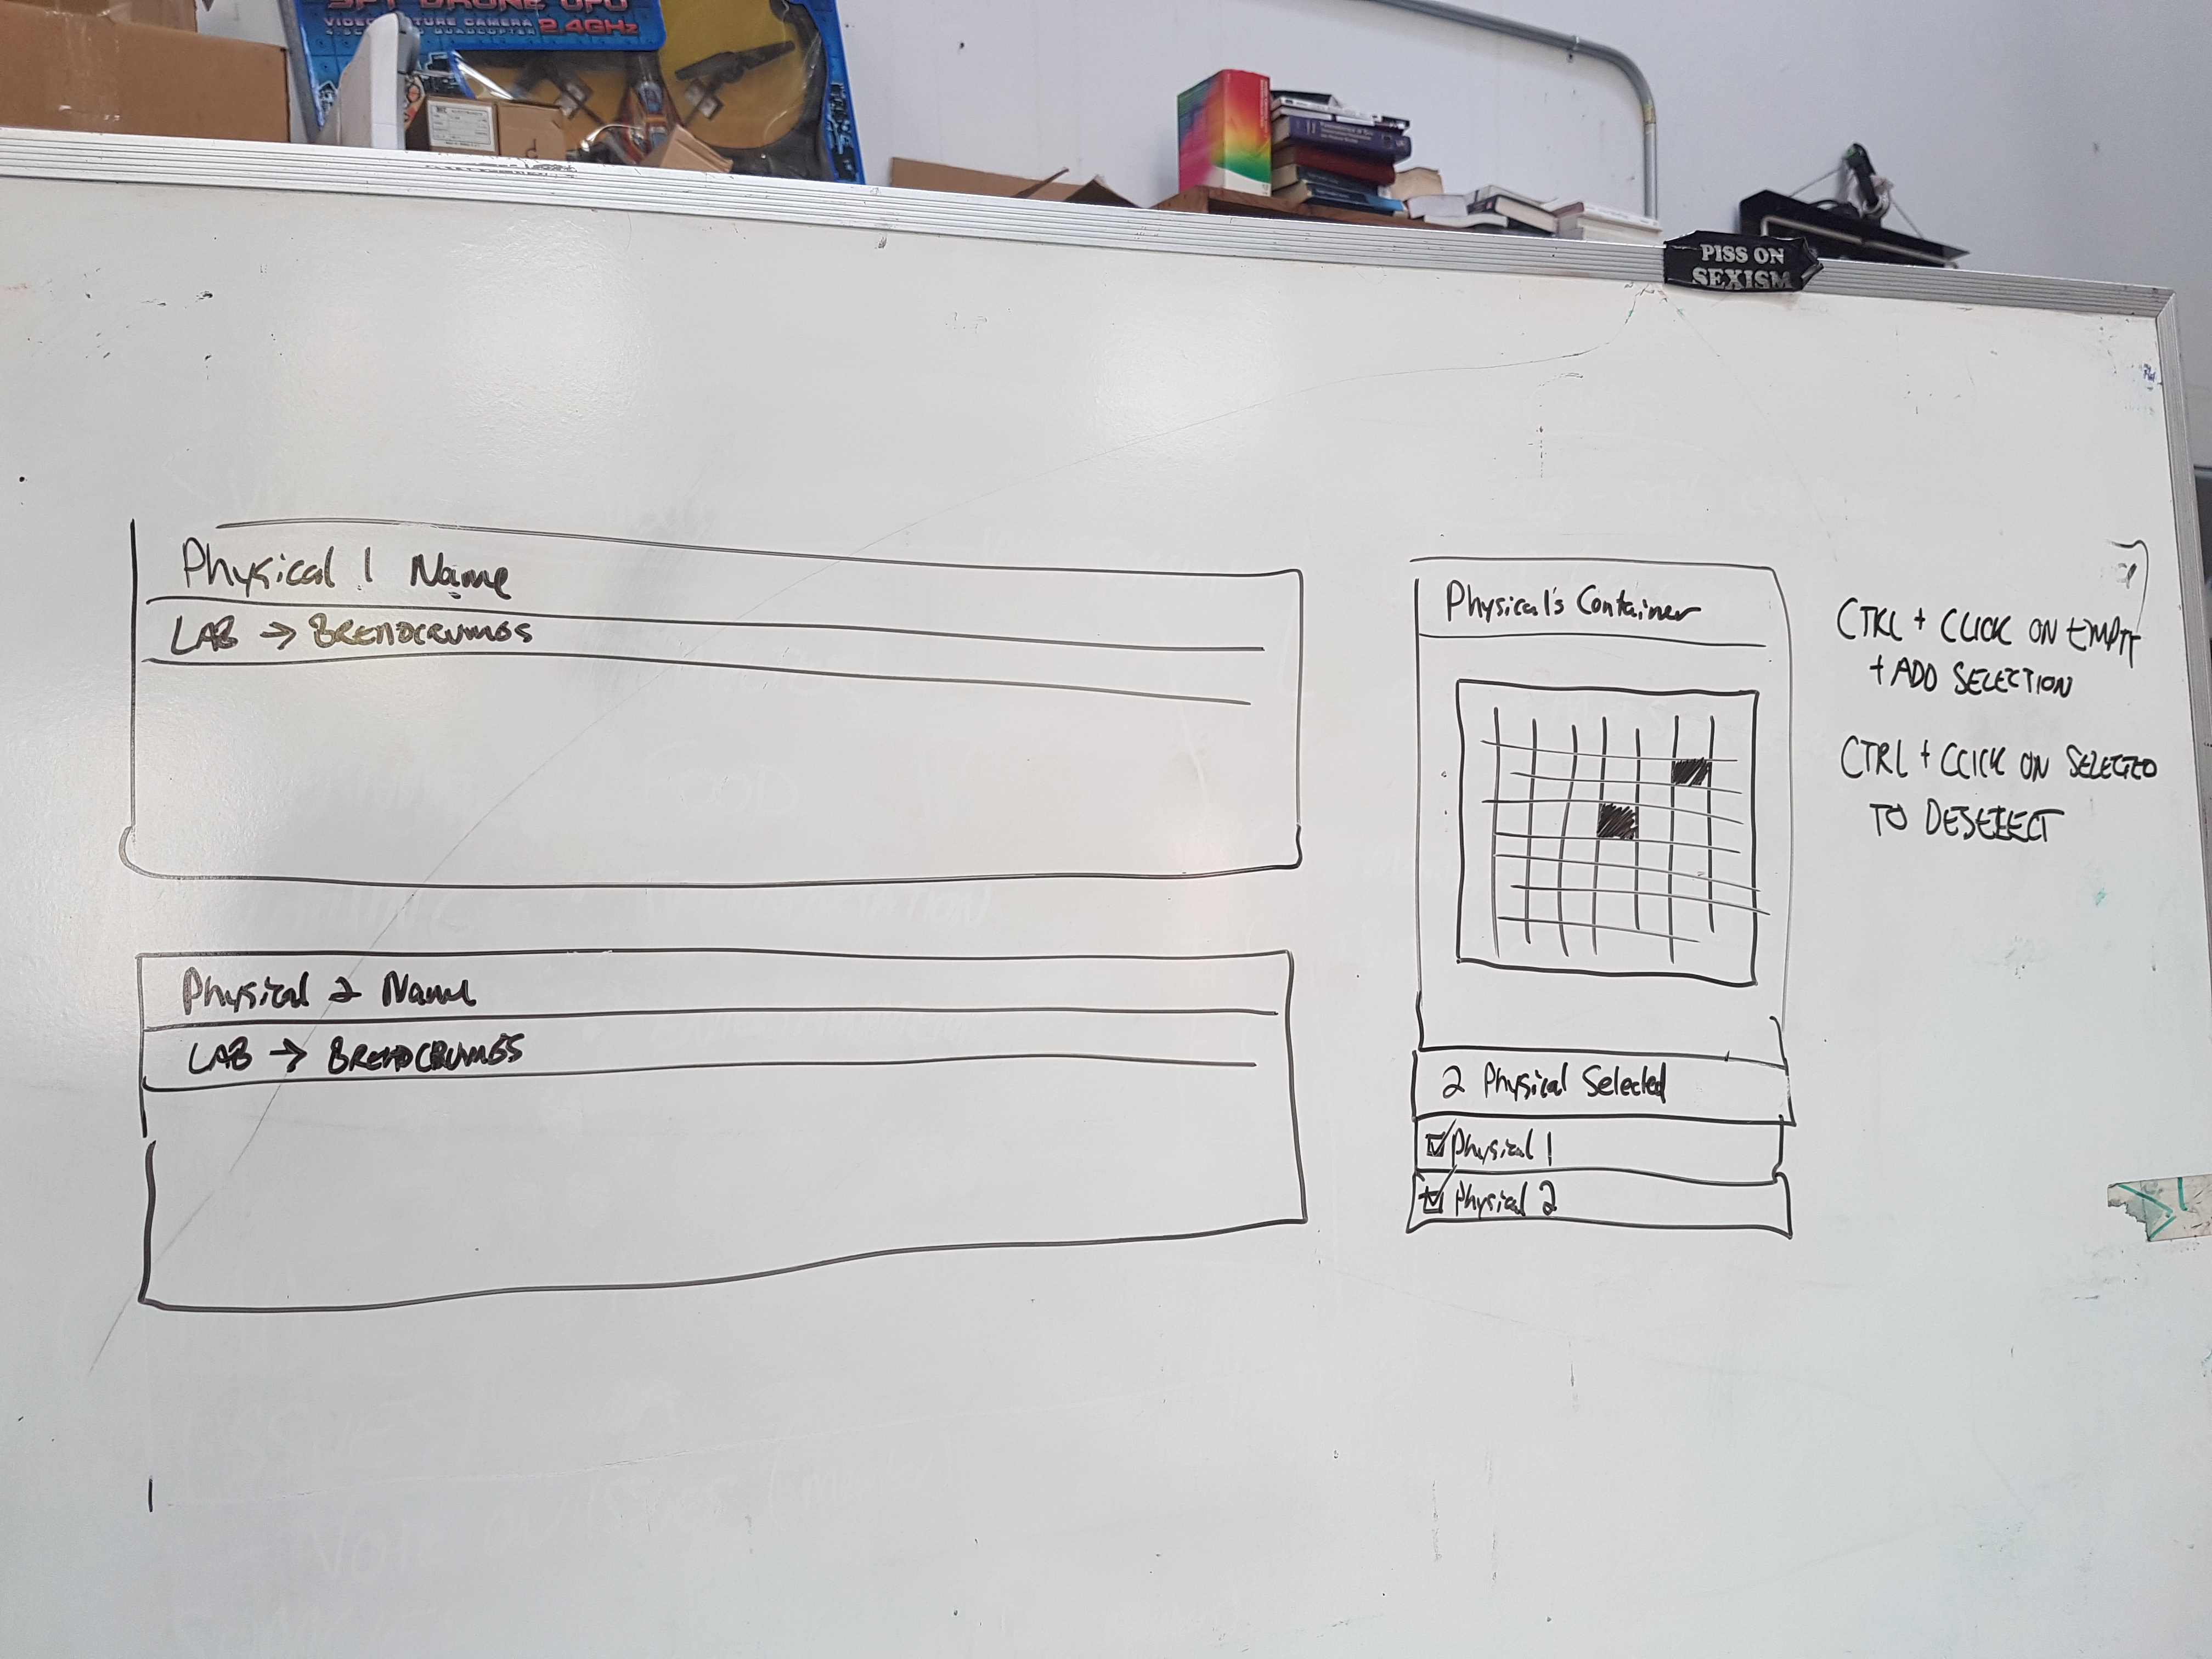 SPY DRONE UFO
VIDEO
TURE CAMERA
QUADCOPTER 2.4GHz
PISS ON
SEXISM
Physical 1 Name
LAB → BREADCRUMBS
Physical 2 Name
LAB → BREADCRUMBS
Physical's Container
2 Physical Selected
Physical 1
Physical 2
CTRL + CLICK ON EMPTY
+ ADD SELECTION
CTRL + CLICK ON SELECTED
TO DESELECT